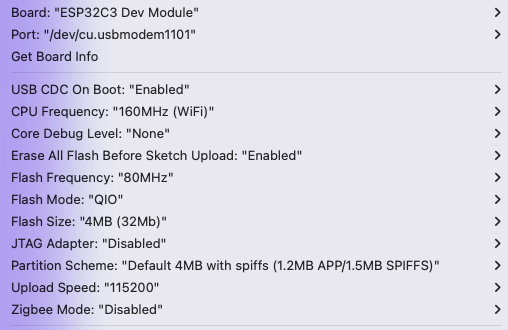 Board: "ESP32C3 Dev Module"
Port: "/dev/cu.usbmodem1101"
Get Board Info
USB CDC On Boot: "Enabled"
CPU Frequency: "160MHz (WiFi)"
Core Debug Level: "None"
Erase All Flash Before Sketch Upload: "Enabled"
Flash Frequency: "80MHz"
Flash Mode: "QIO"
Flash Size: "4MB (32Mb)"
JTAG Adapter: "Disabled"
Partition Scheme: "Default 4MB with spiffs (1.2MB APP/1.5MB SPIFFS)"
Upload Speed: "115200"
Zigbee Mode: "Disabled"